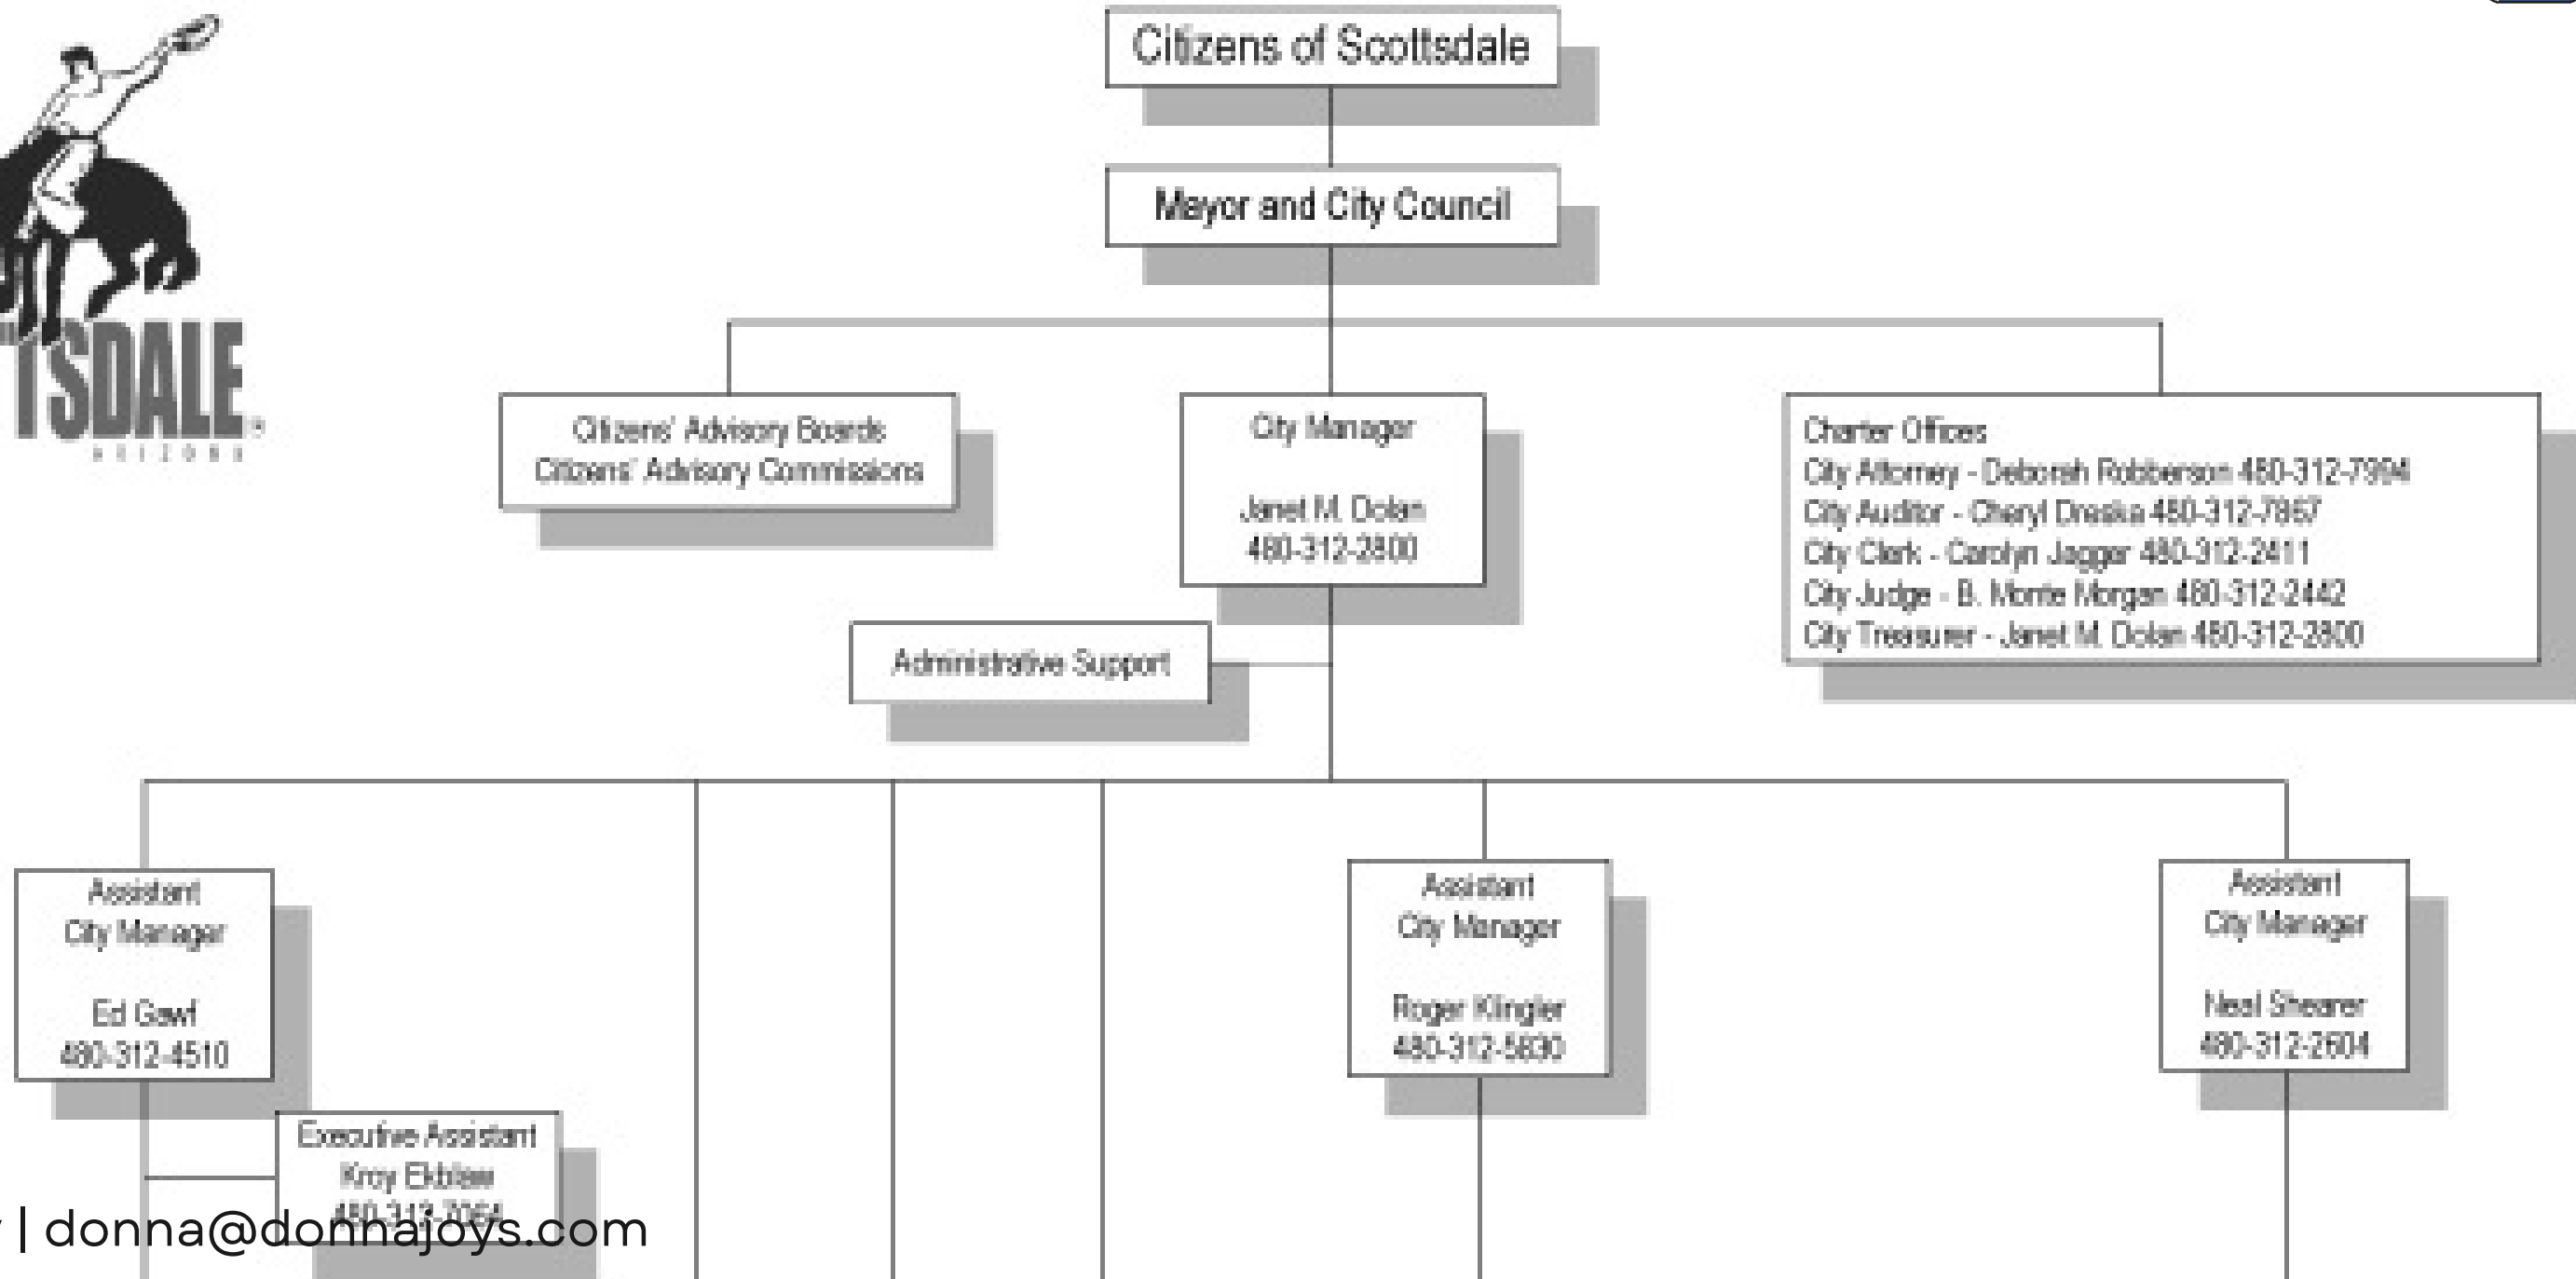 Citizens of Scottsdale
Mayor and City Council
TSDALE
Citizens' Advisory Boards
Citizens' Advisory Commissions
City Manager
Janet M. Dolan
480-312-2800
Charter Offices
City Attorney - Deborah Robberson 480-312-7994
City Auditor - Cheryl Dreska 480-312-7867
City Clerk - Carolyn Jagger 480-312-2411
City Judge - B. Monte Morgan 480-312-2442
City Treasurer - Janet M. Dolan 480-312-2800
Administrative Support
Assistant
City Manager
Ed Gawf
480-312-4510
Assistant
City Manager
Roger Klingler
480-312-5830
Assistant
City Manager
Neal Shearer
480-312-2604
Executive Assistant
Kroy Ekblaw
| donna@donnajoys.com